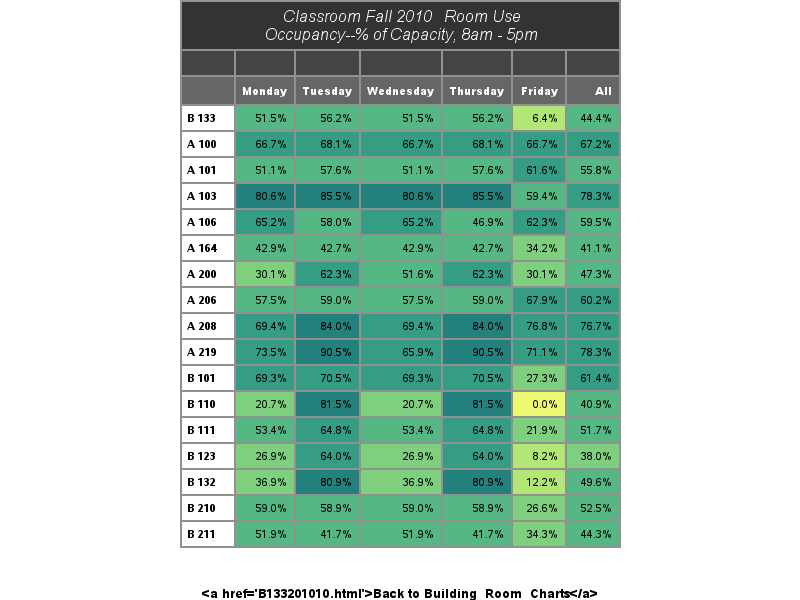 Classroom Fall 2010 Room Use
Occupancy--% of Capacity, 8am - 5pm
Monday Tuesday Wednesday Thursday Friday All
B 133 51.5% 56.2% 51.5% 56.2% 6.4% 44.4%
A 100 66.7% 68.1% 66.7% 68.1% 66.7% 67.2%
A 101 51.1% 57.6% 51.1% 57.6% 61.6% 55.8%
A 103 80.6% 85.5% 80.6% 85.5% 59.4% 78.3%
A 106 65.2% 58.0% 65.2% 46.9% 62.3% 59.5%
A 164 42.9% 42.7% 42.9% 42.7% 34.2% 41.1%
A 200 30.1% 62.3% 51.6% 62.3% 30.1% 47.3%
A 206 57.5% 59.0% 57.5% 59.0% 67.9% 60.2%
A 208 69.4% 84.0% 69.4% 84.0% 76.8% 76.7%
A 219 73.5% 90.5% 65.9% 90.5% 71.1% 78.3%
B 101 69.3% 70.5% 69.3% 70.5% 27.3% 61.4%
B 110 20.7% 81.5% 20.7% 81.5% 0.0% 40.9%
B 111 53.4% 64.8% 53.4% 64.8% 21.9% 51.7%
B 123 26.9% 64.0% 26.9% 64.0% 8.2% 38.0%
B 132 36.9% 80.9% 36.9% 80.9% 12.2% 49.6%
B 210 59.0% 58.9% 59.0% 58.9% 26.6% 52.5%
B 211 51.9% 41.7% 51.9% 41.7% 34.3% 44.3%
<a href='B133201010.html'>Back to Building Room Charts</a>